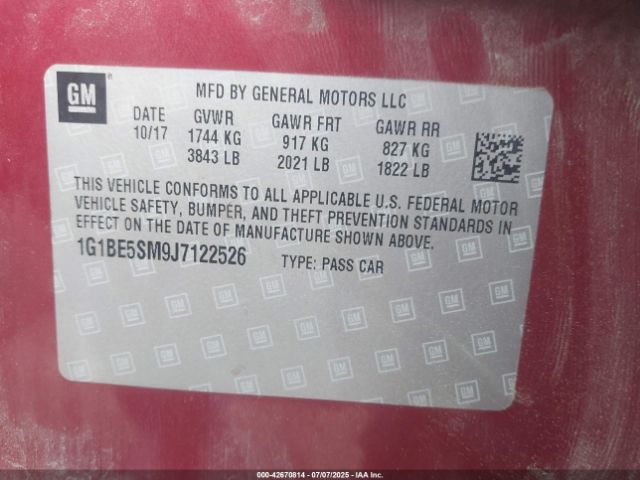 GM
MFD BY GENERAL MOTORS LLC
DATE GVWR GAWR FRT GAWR RR
10/17 1744 KG 917 KG 827 KG
3843 LB 2021 LB 1822 LB
THIS VEHICLE CONFORMS TO ALL APPLICABLE U.S. FEDERAL MOTOR
VEHICLE SAFETY, BUMPER, AND THEFT PREVENTION STANDARDS IN
EFFECT ON THE DATE OF MANUFACTURE SHOWN ABOVE.
1G1BE5SM9J7122526 TYPE: PASS CAR
© 42670814 - 07/07/2025 - IAA Inc.